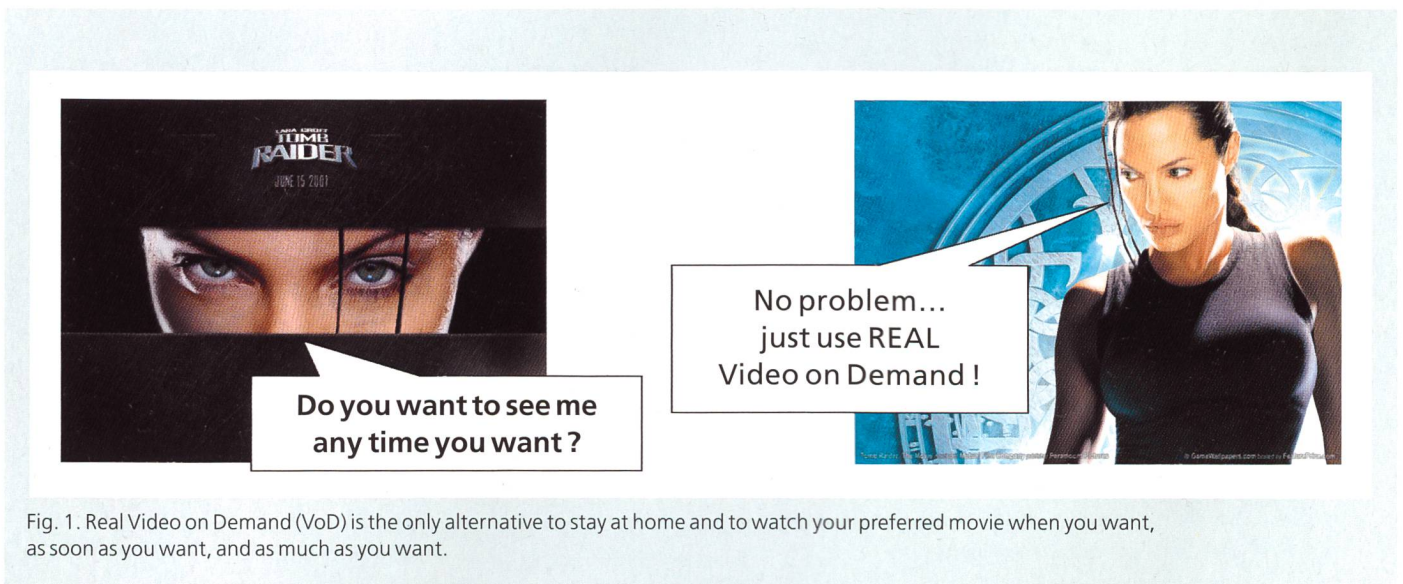 LARA CROFT
TOMB
RAIDER
JUNE 15 2001
Do you want to see me
any time you want ?
No problem...
just use REAL
Video on Demand !
© GameWallpapers.com
Fig. 1. Real Video on Demand (VoD) is the only alternative to stay at home and to watch your preferred movie when you want,
as soon as you want, and as much as you want.